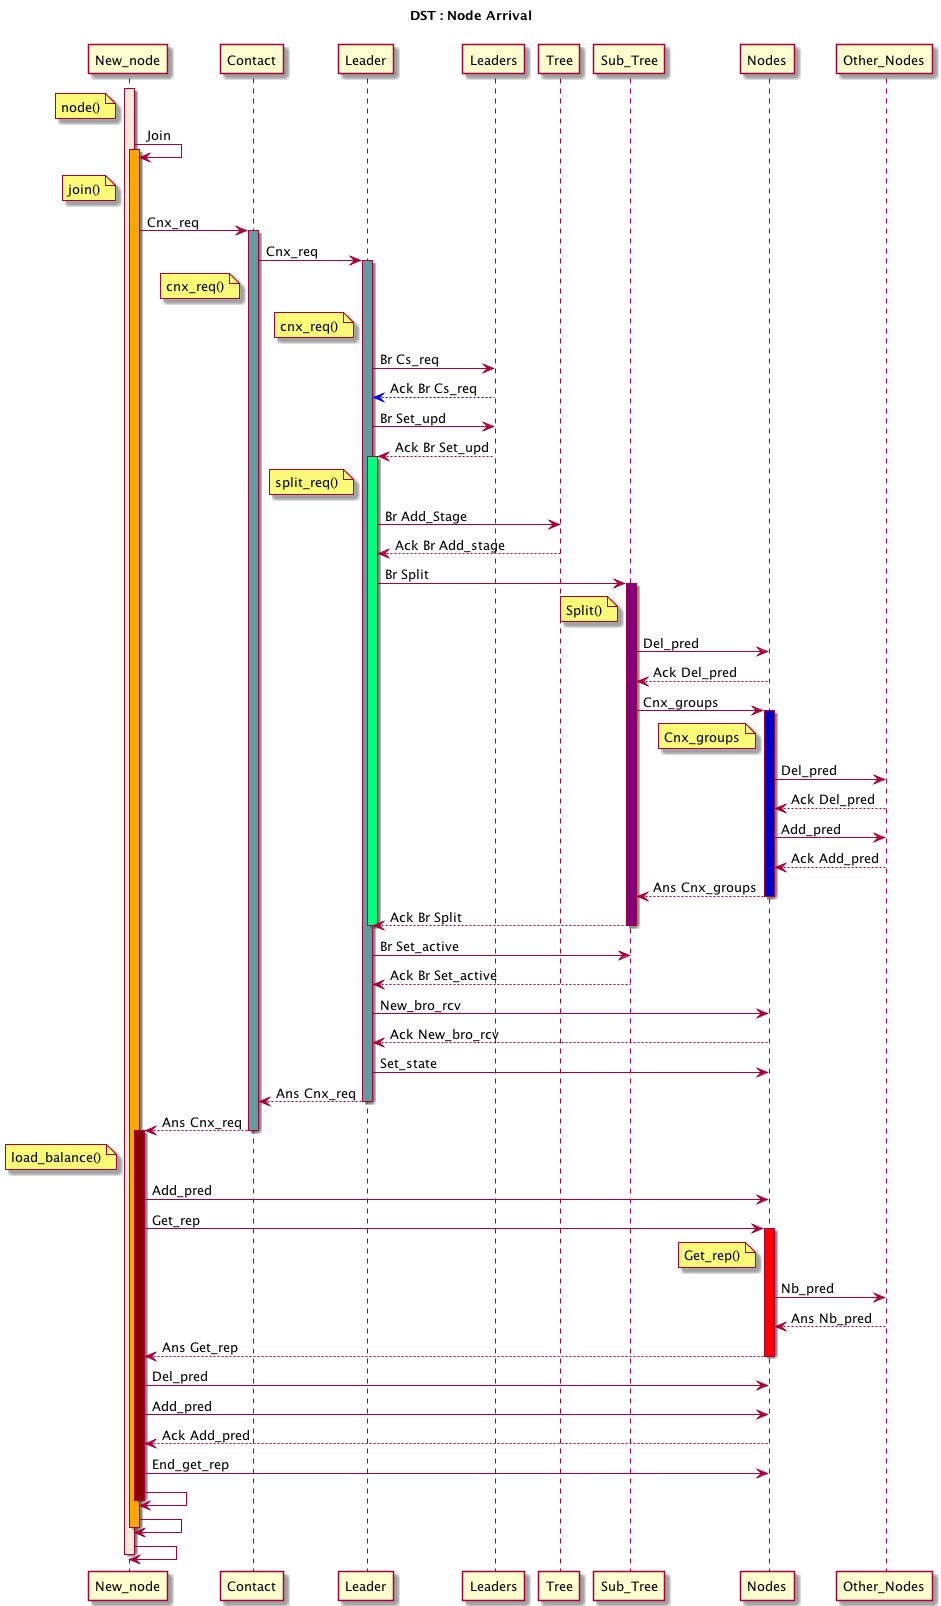 DST : Node Arrival
New_node Contact Leader Leaders Tree Sub_Tree Nodes Other_Nodes
node()
Join
join()
Cnx_req
Cnx_req
cnx_req()
cnx_req()
Br Cs_req
Ack Br Cs_req
Br Set_upd
Ack Br Set_upd
split_req()
Br Add_Stage
Ack Br Add_stage
Br Split
Split()
Del_pred
Ack Del_pred
Cnx_groups
Cnx_groups
Del_pred
Ack Del_pred
Add_pred
Ack Add_pred
Ans Cnx_groups
Ack Br Split
Br Set_active
Ack Br Set_active
New_bro_rcv
Ack New_bro_rcv
Set_state
Ans Cnx_req
Ans Cnx_req
load_balance()
Add_pred
Get_rep
Get_rep()
Nb_pred
Ans Nb_pred
Ans Get_rep
Del_pred
Add_pred
Ack Add_pred
End_get_rep
New_node Contact Leader Leaders Tree Sub_Tree Nodes Other_Nodes